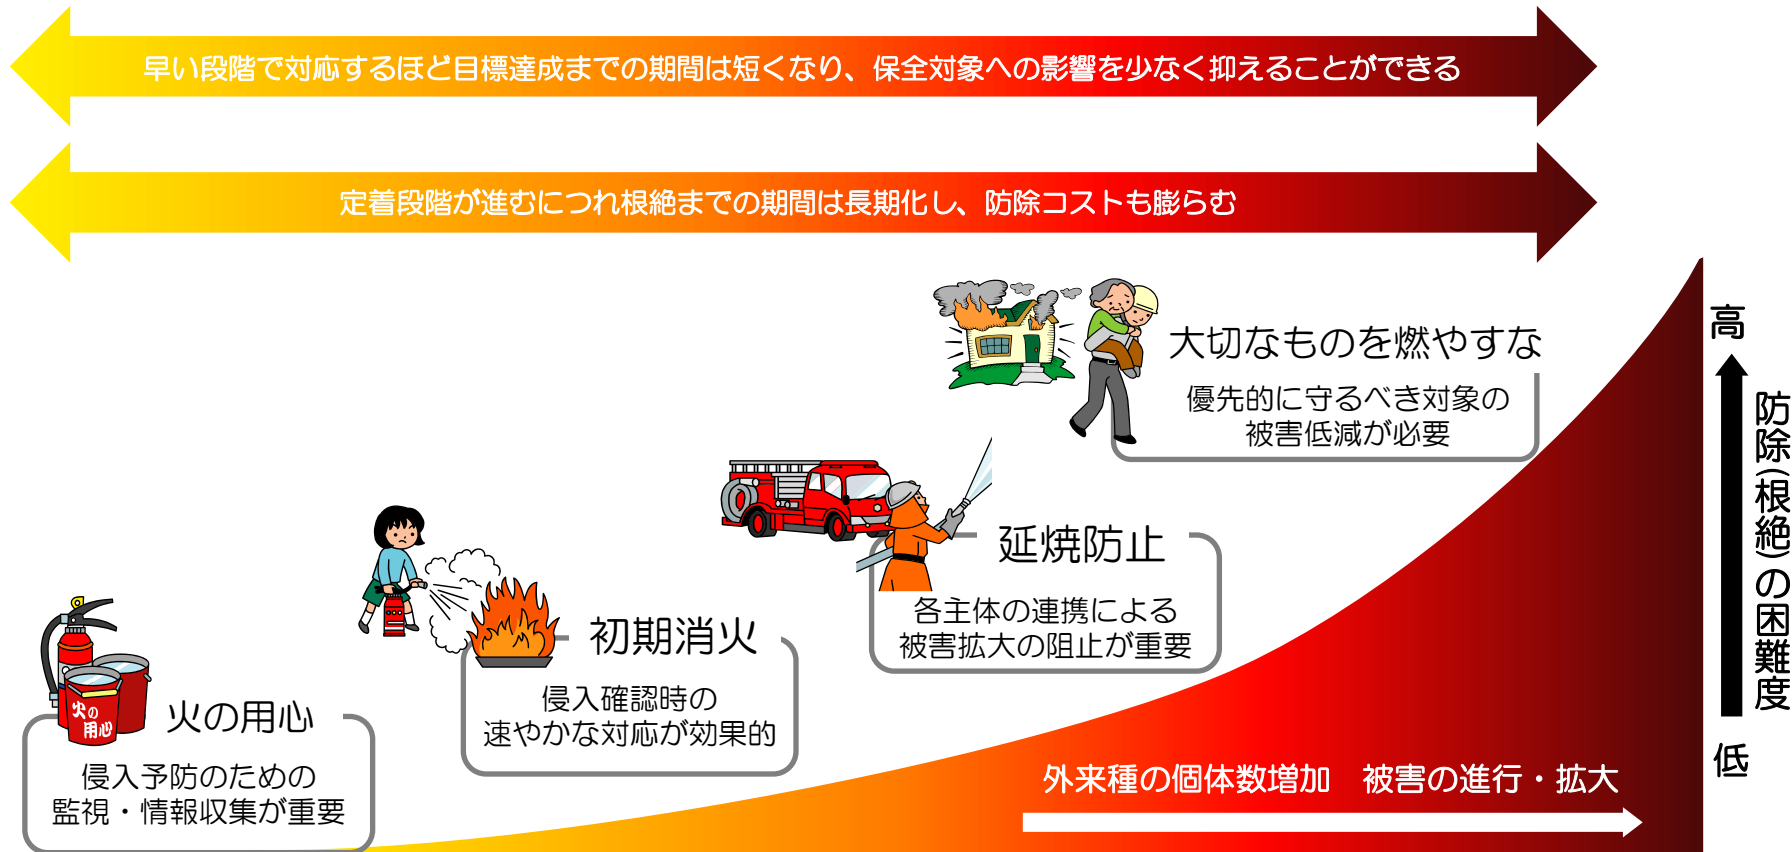 早い段階で対応するほど目標達成までの期間は短くなり、保全対象への影響を少なく抑えることができる
定着段階が進むにつれ根絶までの期間は長期化し、防除コストも膨らむ
大切なものを燃やすな
優先的に守るべき対象の
被害低減が必要
延焼防止
各主体の連携による
被害拡大の阻止が重要
初期消火
侵入確認時の
速やかな対応が効果的
火の用心
侵入予防のための
監視・情報収集が重要
火の
用心
外来種の個体数増加　被害の進行・拡大
高
防除(根絶)の困難度
低